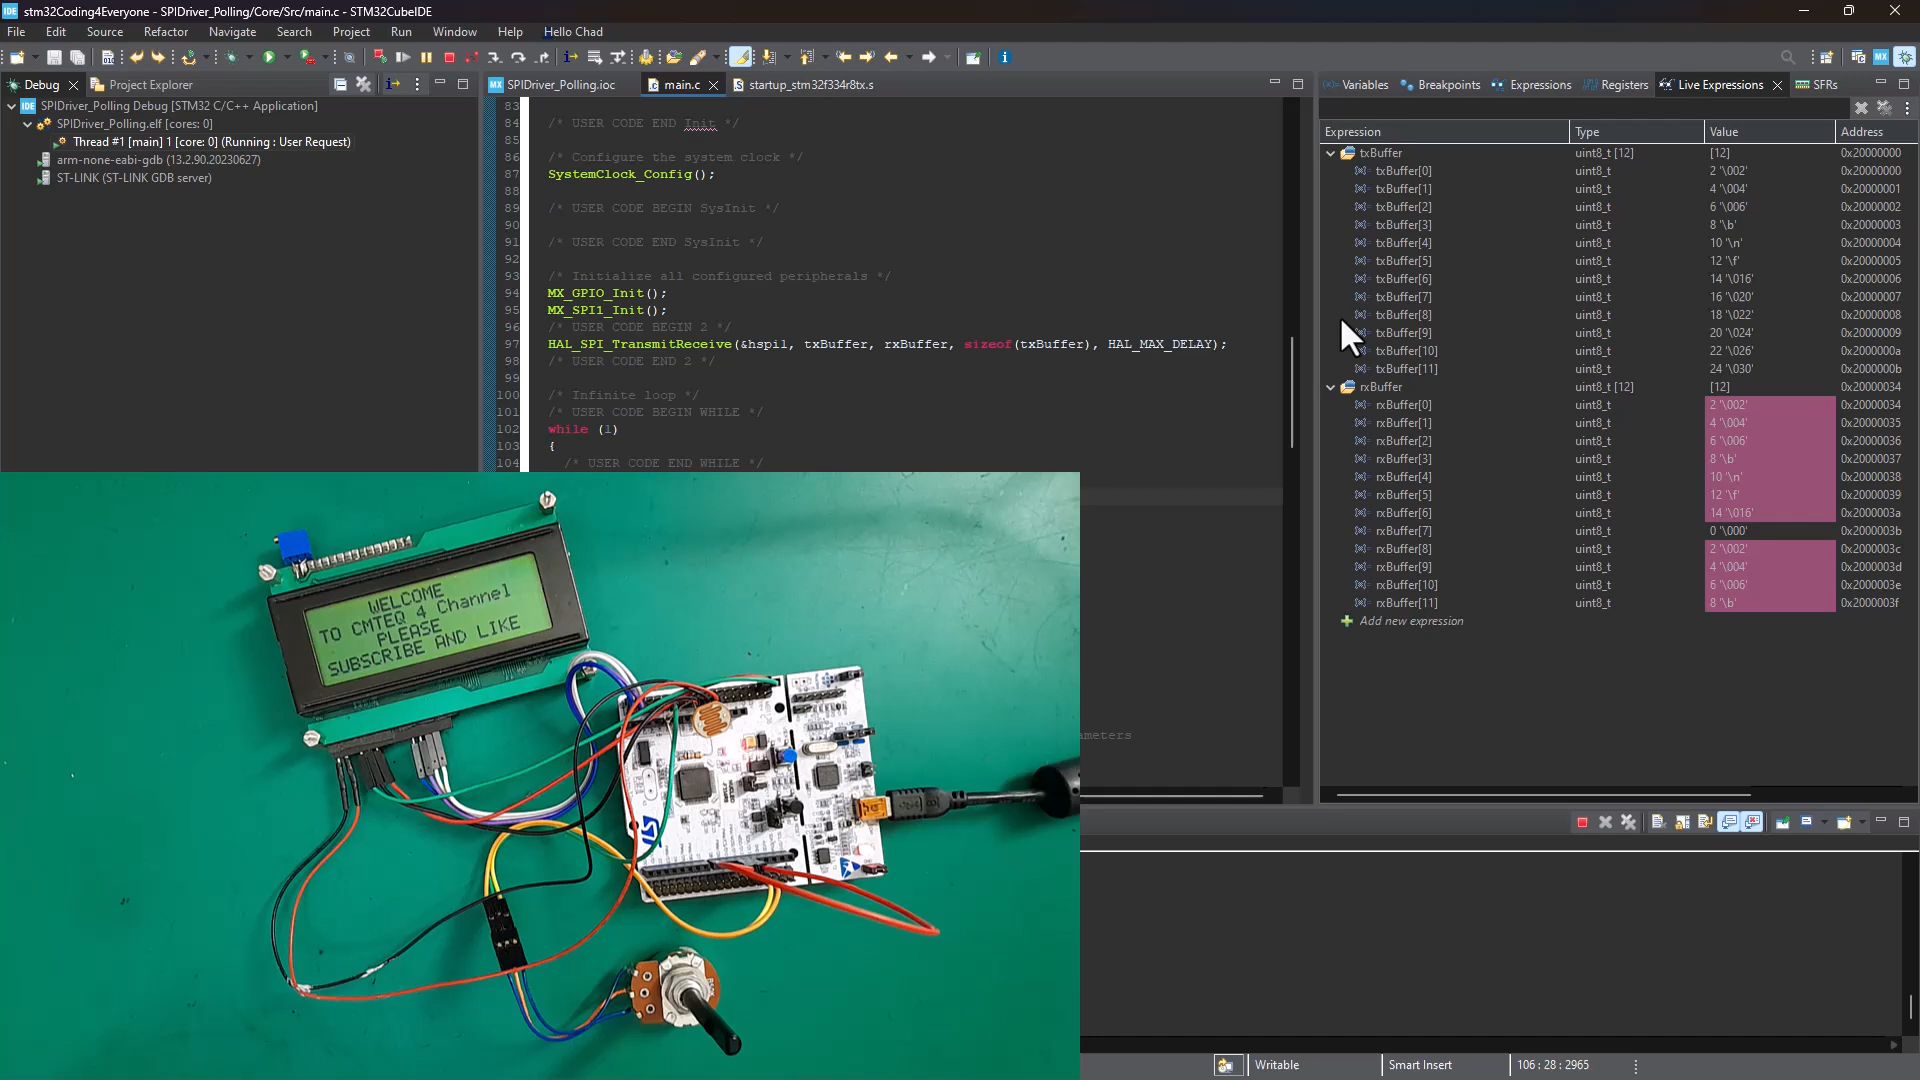 IDE stm32Coding4Everyone - SPIDriver_Polling/Core/Src/main.c - STM32CubeIDE
File Edit Source Refactor Navigate Search Project Run Window Help Hello Chad
Debug Project Explorer
SPIDriver_Polling Debug [STM32 C/C++ Application]
SPIDriver_Polling.elf [cores: 0]
Thread #1 [main] 1 [core: 0] (Running : User Request)
arm-none-eabi-gdb (13.2.90.20230627)
ST-LINK (ST-LINK GDB server)
MX SPIDriver_Polling.ioc main.c startup_stm32f334r8tx.s
83
84 /* USER CODE END Init */
85
86 /* Configure the system clock */
87 SystemClock_Config();
88
89 /* USER CODE BEGIN SysInit */
90
91 /* USER CODE END SysInit */
92
93 /* Initialize all configured peripherals */
94 MX_GPIO_Init();
95 MX_SPI1_Init();
96 /* USER CODE BEGIN 2 */
97 HAL_SPI_TransmitReceive(&hspi1, txBuffer, rxBuffer, sizeof(txBuffer), HAL_MAX_DELAY);
98 /* USER CODE END 2 */
99
100 /* Infinite loop */
101 /* USER CODE BEGIN WHILE */
102 while (1)
103 {
104 /* USER CODE END WHILE */
ameters
Variables Breakpoints Expressions Registers Live Expressions SFRs
Expression Type Value Address
txBuffer uint8_t [12] [12] 0x20000000
txBuffer[0] uint8_t 2 '\002' 0x20000000
txBuffer[1] uint8_t 4 '\004' 0x20000001
txBuffer[2] uint8_t 6 '\006' 0x20000002
txBuffer[3] uint8_t 8 '\b' 0x20000003
txBuffer[4] uint8_t 10 '\n' 0x20000004
txBuffer[5] uint8_t 12 '\f' 0x20000005
txBuffer[6] uint8_t 14 '\016' 0x20000006
txBuffer[7] uint8_t 16 '\020' 0x20000007
txBuffer[8] uint8_t 18 '\022' 0x20000008
txBuffer[9] uint8_t 20 '\024' 0x20000009
txBuffer[10] uint8_t 22 '\026' 0x2000000a
txBuffer[11] uint8_t 24 '\030' 0x2000000b
rxBuffer uint8_t [12] [12] 0x20000034
rxBuffer[0] uint8_t 2 '\002' 0x20000034
rxBuffer[1] uint8_t 4 '\004' 0x20000035
rxBuffer[2] uint8_t 6 '\006' 0x20000036
rxBuffer[3] uint8_t 8 '\b' 0x20000037
rxBuffer[4] uint8_t 10 '\n' 0x20000038
rxBuffer[5] uint8_t 12 '\f' 0x20000039
rxBuffer[6] uint8_t 14 '\016' 0x2000003a
rxBuffer[7] uint8_t 0 '\000' 0x2000003b
rxBuffer[8] uint8_t 2 '\002' 0x2000003c
rxBuffer[9] uint8_t 4 '\004' 0x2000003d
rxBuffer[10] uint8_t 6 '\006' 0x2000003e
rxBuffer[11] uint8_t 8 '\b' 0x2000003f
Add new expression
WELCOME
TO CMTEQ 4 Channel
PLEASE
SUBSCRIBE AND LIKE
Writable Smart Insert 106 : 28 : 2965